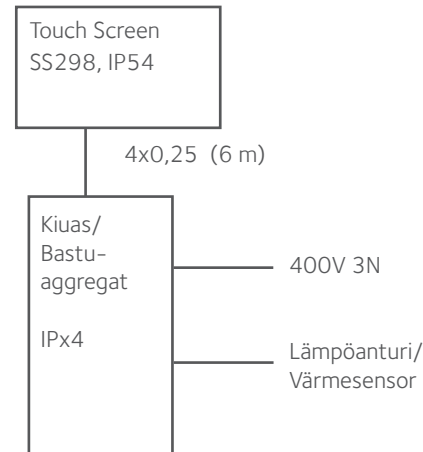 Touch Screen
SS298, IP54
4x0,25 (6 m)
Kiuas/
Bastu-
aggregat
IPx4
400V 3N
Lämpöanturi/
Värmesensor